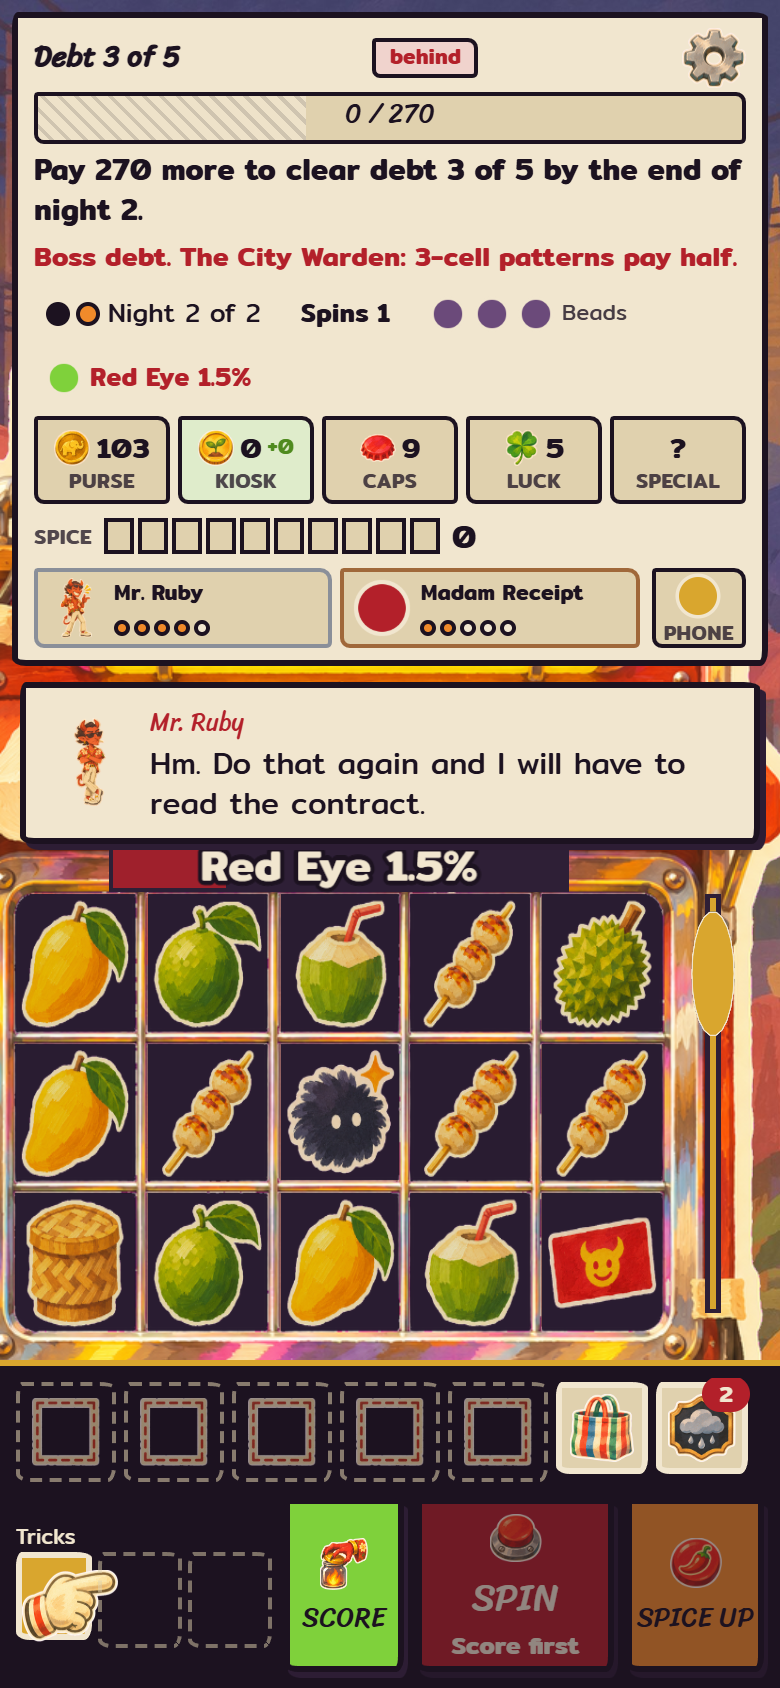 Debt 3 of 5
behind
0 / 270
Pay 270 more to clear debt 3 of 5 by the end of
night 2.
Boss debt. The City Warden: 3-cell patterns pay half.
Night 2 of 2 Spins 1 Beads
Red Eye 1.5%
103 0 +0 9 5 ?
PURSE KIOSK CAPS LUCK SPECIAL
SPICE 0
Mr. Ruby Madam Receipt
PHONE
Mr. Ruby
Hm. Do that again and I will have to
read the contract.
Red Eye 1.5%
2
Tricks
SCORE SPIN SPICE UP
Score first